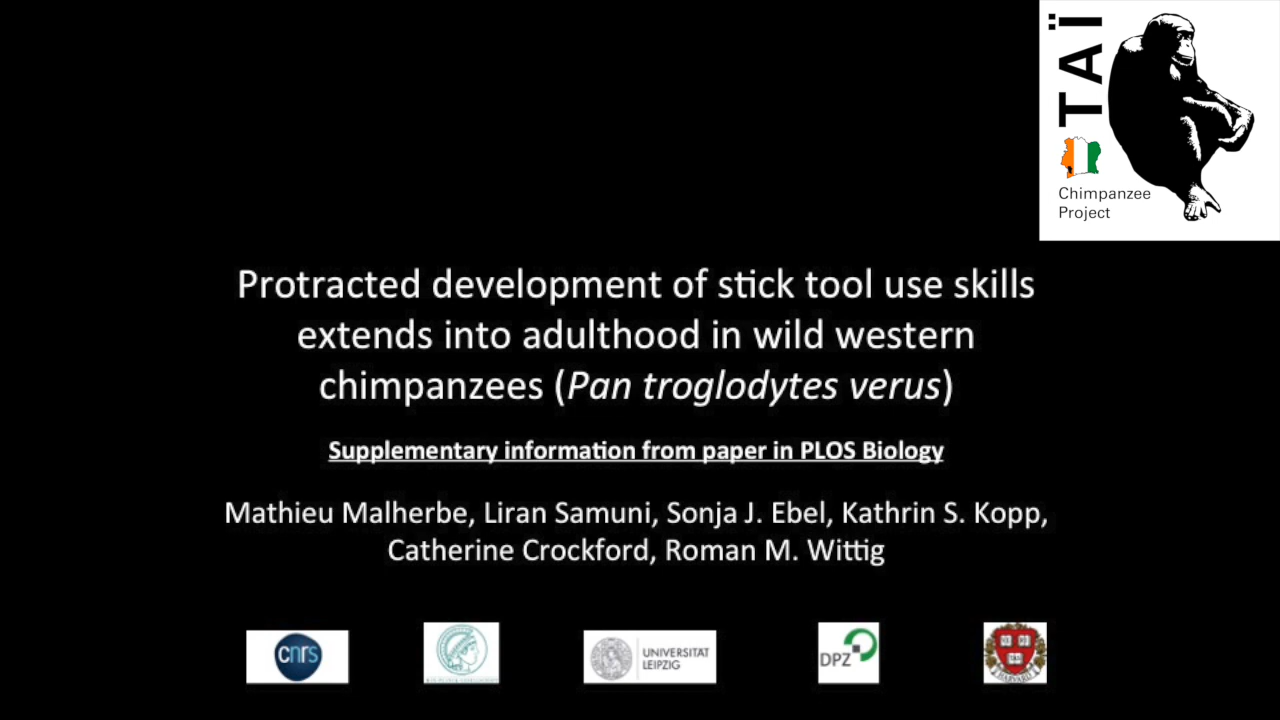 TAÏ
Chimpanzee
Project
Protracted development of stick tool use skills
extends into adulthood in wild western
chimpanzees (Pan troglodytes verus)
Supplementary information from paper in PLOS Biology
Mathieu Malherbe, Liran Samuni, Sonja J. Ebel, Kathrin S. Kopp,
Catherine Crockford, Roman M. Wittig
cnrs
UNIVERSITÄT
LEIPZIG
DPZ
HARVARD